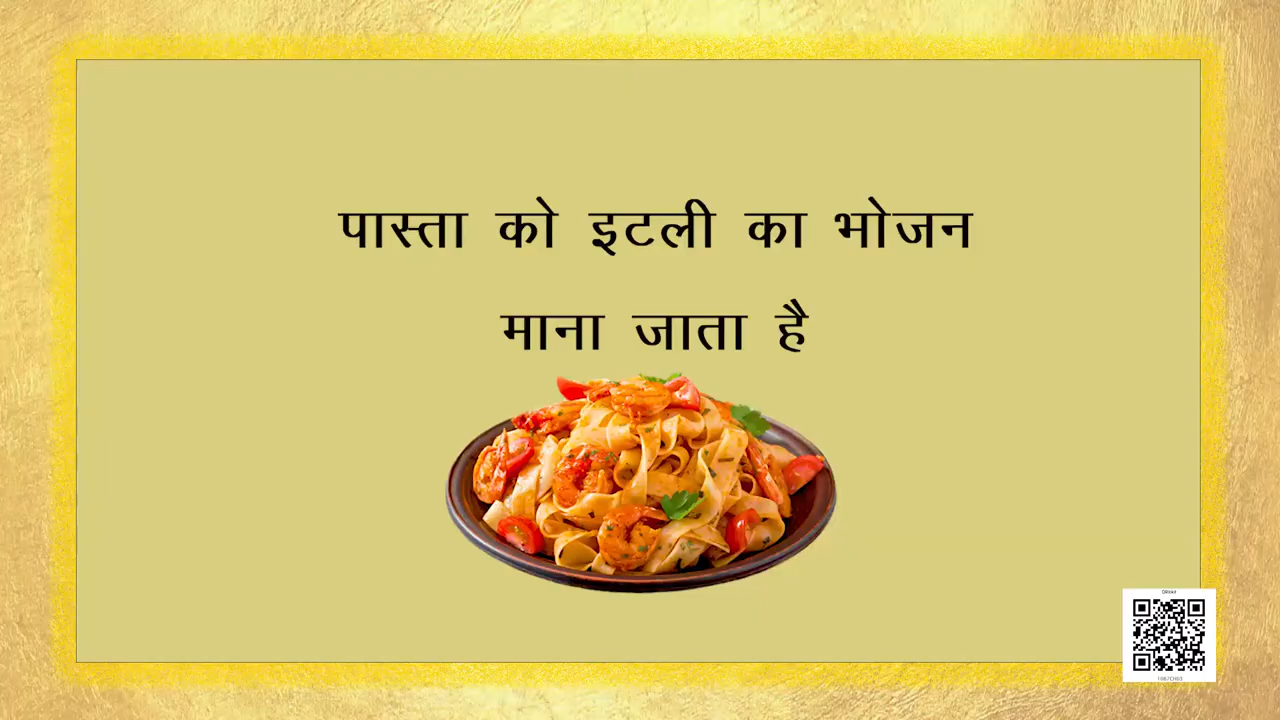 पास्ता को इटली का भोजन
माना जाता है